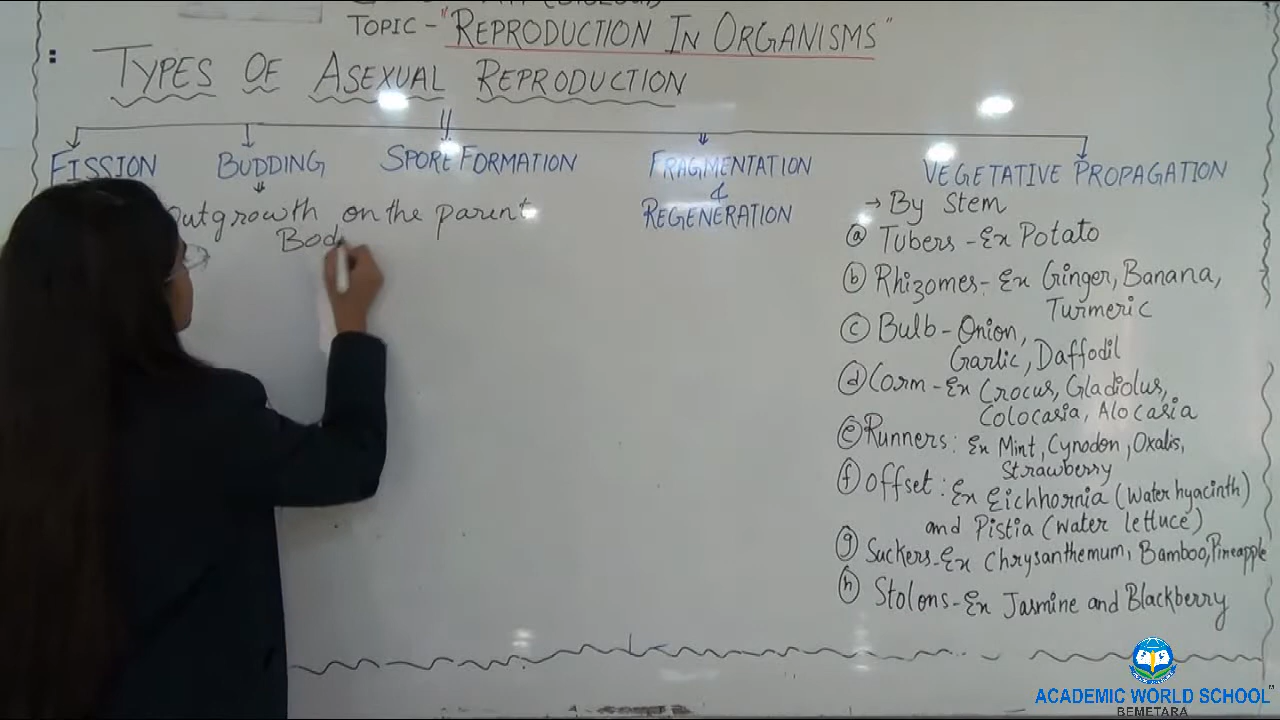 TOPIC - "REPRODUCTION IN ORGANISMS"
TYPES OF ASEXUAL REPRODUCTION
FISSION
BUDDING
SPORE FORMATION
FRAGMENTATION
&
REGENERATION
VEGETATIVE PROPAGATION
utgrowth on the parent
Bod
→ By Stem
(a) Tubers - Ex Potato
(b) Rhizomes - Ex Ginger, Banana,
Turmeric
(c) Bulb - Onion,
Garlic, Daffodil
(d) Corm - Ex Crocus, Gladiolus,
Colocasia, Alocasia
(e) Runners: Ex Mint, Cynodon, Oxalis,
Strawberry
(f) Offset: Ex Eichhornia (Water hyacinth)
and Pistia (water lettuce)
(g) Suckers - Ex Chrysanthemum, Bamboo, Pineapple
(h) Stolons - Ex Jasmine and Blackberry
ACADEMIC WORLD SCHOOL
BEMETARA